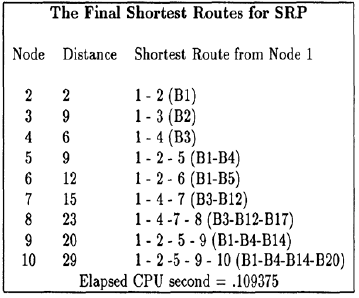 The Final Shortest Routes for SRP
Node Distance Shortest Route from Node 1
2 2 1 - 2 (B1)
3 9 1 - 3 (B2)
4 6 1 - 4 (B3)
5 9 1 - 2 - 5 (B1-B4)
6 12 1 - 2 - 6 (B1-B5)
7 15 1 - 4 - 7 (B3-B12)
8 23 1 - 4 -7 - 8 (B3-B12-B17)
9 20 1 - 2 - 5 - 9 (B1-B4-B14)
10 29 1 - 2 -5 - 9 - 10 (B1-B4-B14-B20)
Elapsed CPU second = .109375